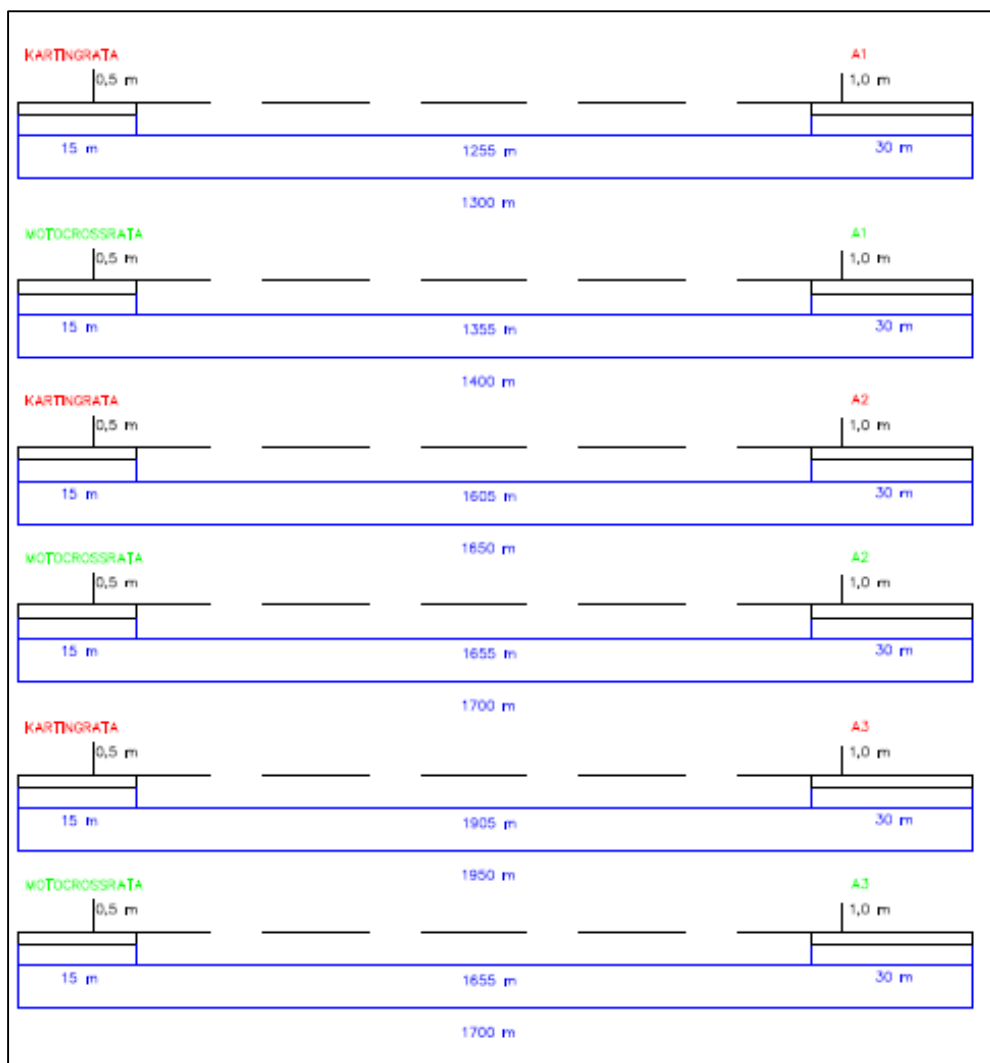 KARTINGRATA A1
0,5 m 1,0 m
15 m 1255 m 30 m
1300 m
MOTOCROSSRATA A1
0,5 m 1,0 m
15 m 1355 m 30 m
1400 m
KARTINGRATA A2
0,5 m 1,0 m
15 m 1605 m 30 m
1650 m
MOTOCROSSRATA A2
0,5 m 1,0 m
15 m 1655 m 30 m
1700 m
KARTINGRATA A3
0,5 m 1,0 m
15 m 1905 m 30 m
1950 m
MOTOCROSSRATA A3
0,5 m 1,0 m
15 m 1655 m 30 m
1700 m